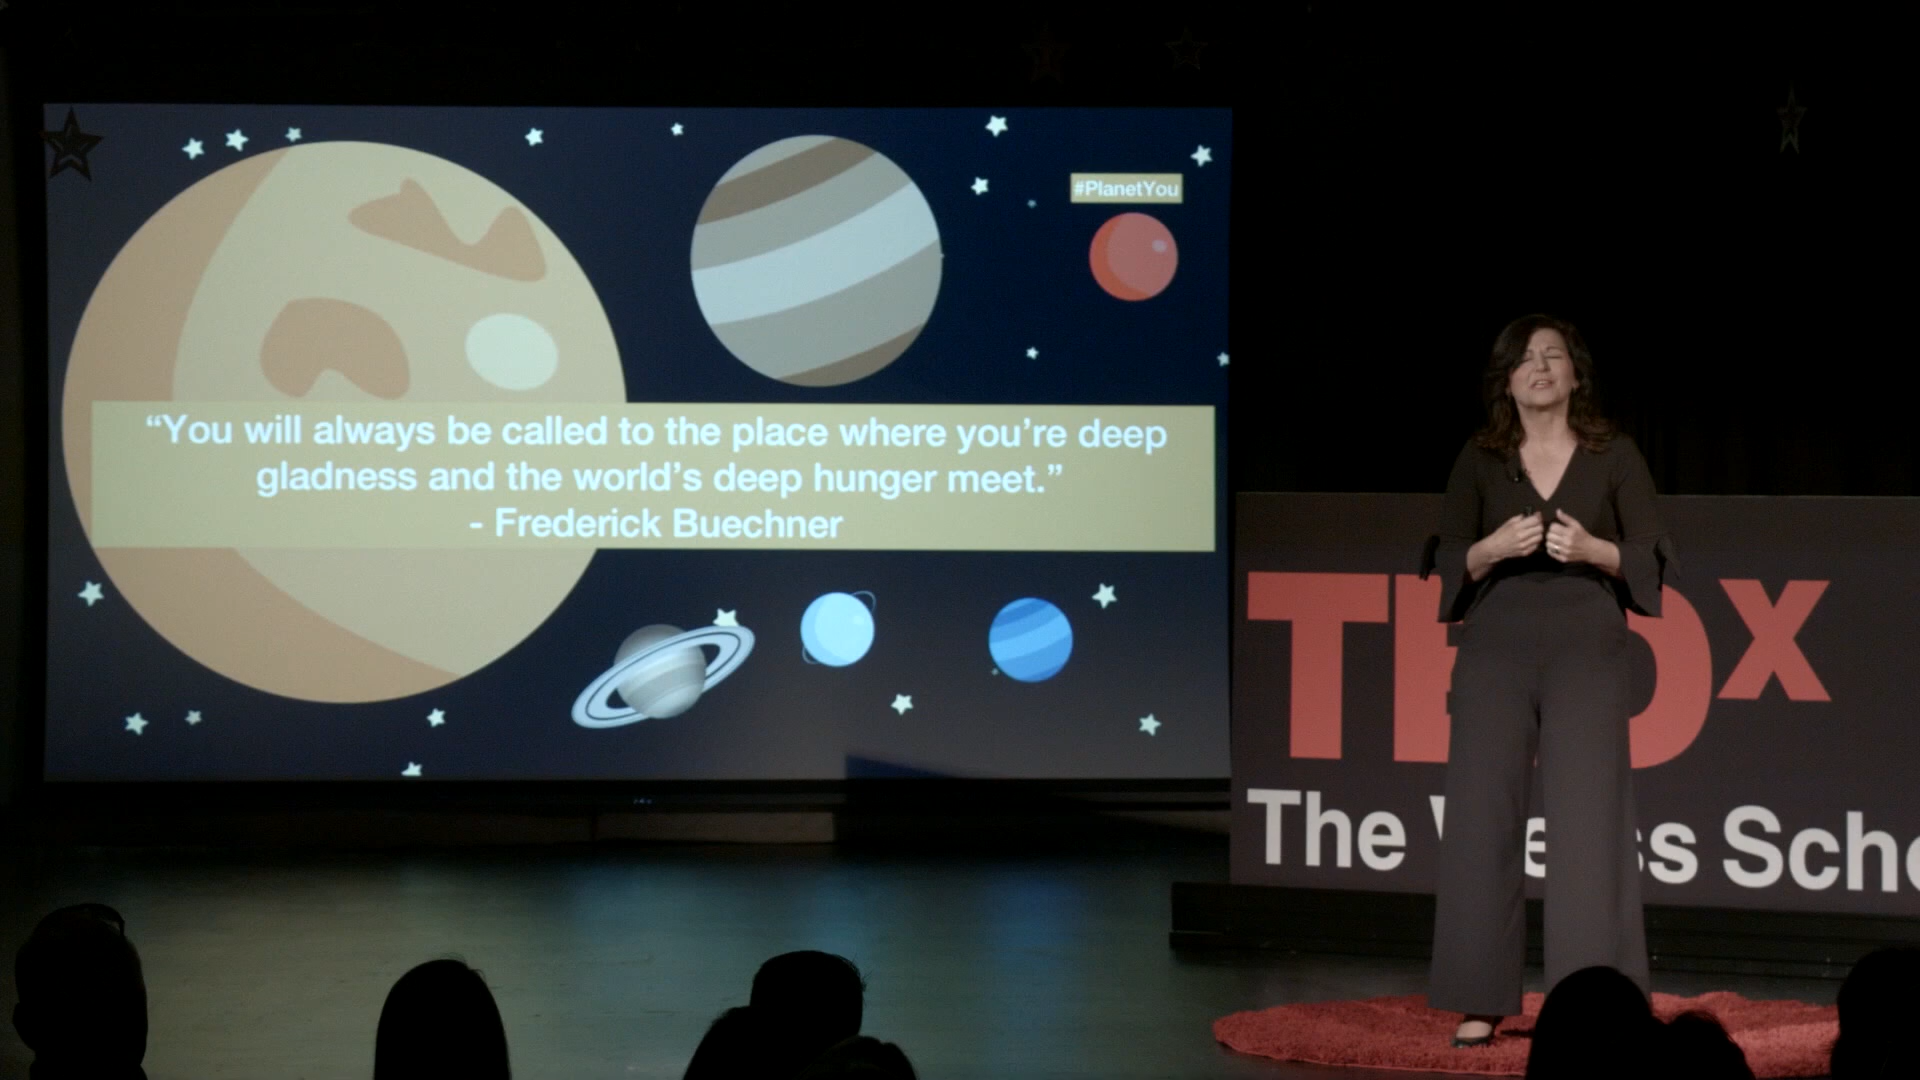 #PlanetYou
“You will always be called to the place where you’re deep
gladness and the world’s deep hunger meet.”
- Frederick Buechner
TEDx
The